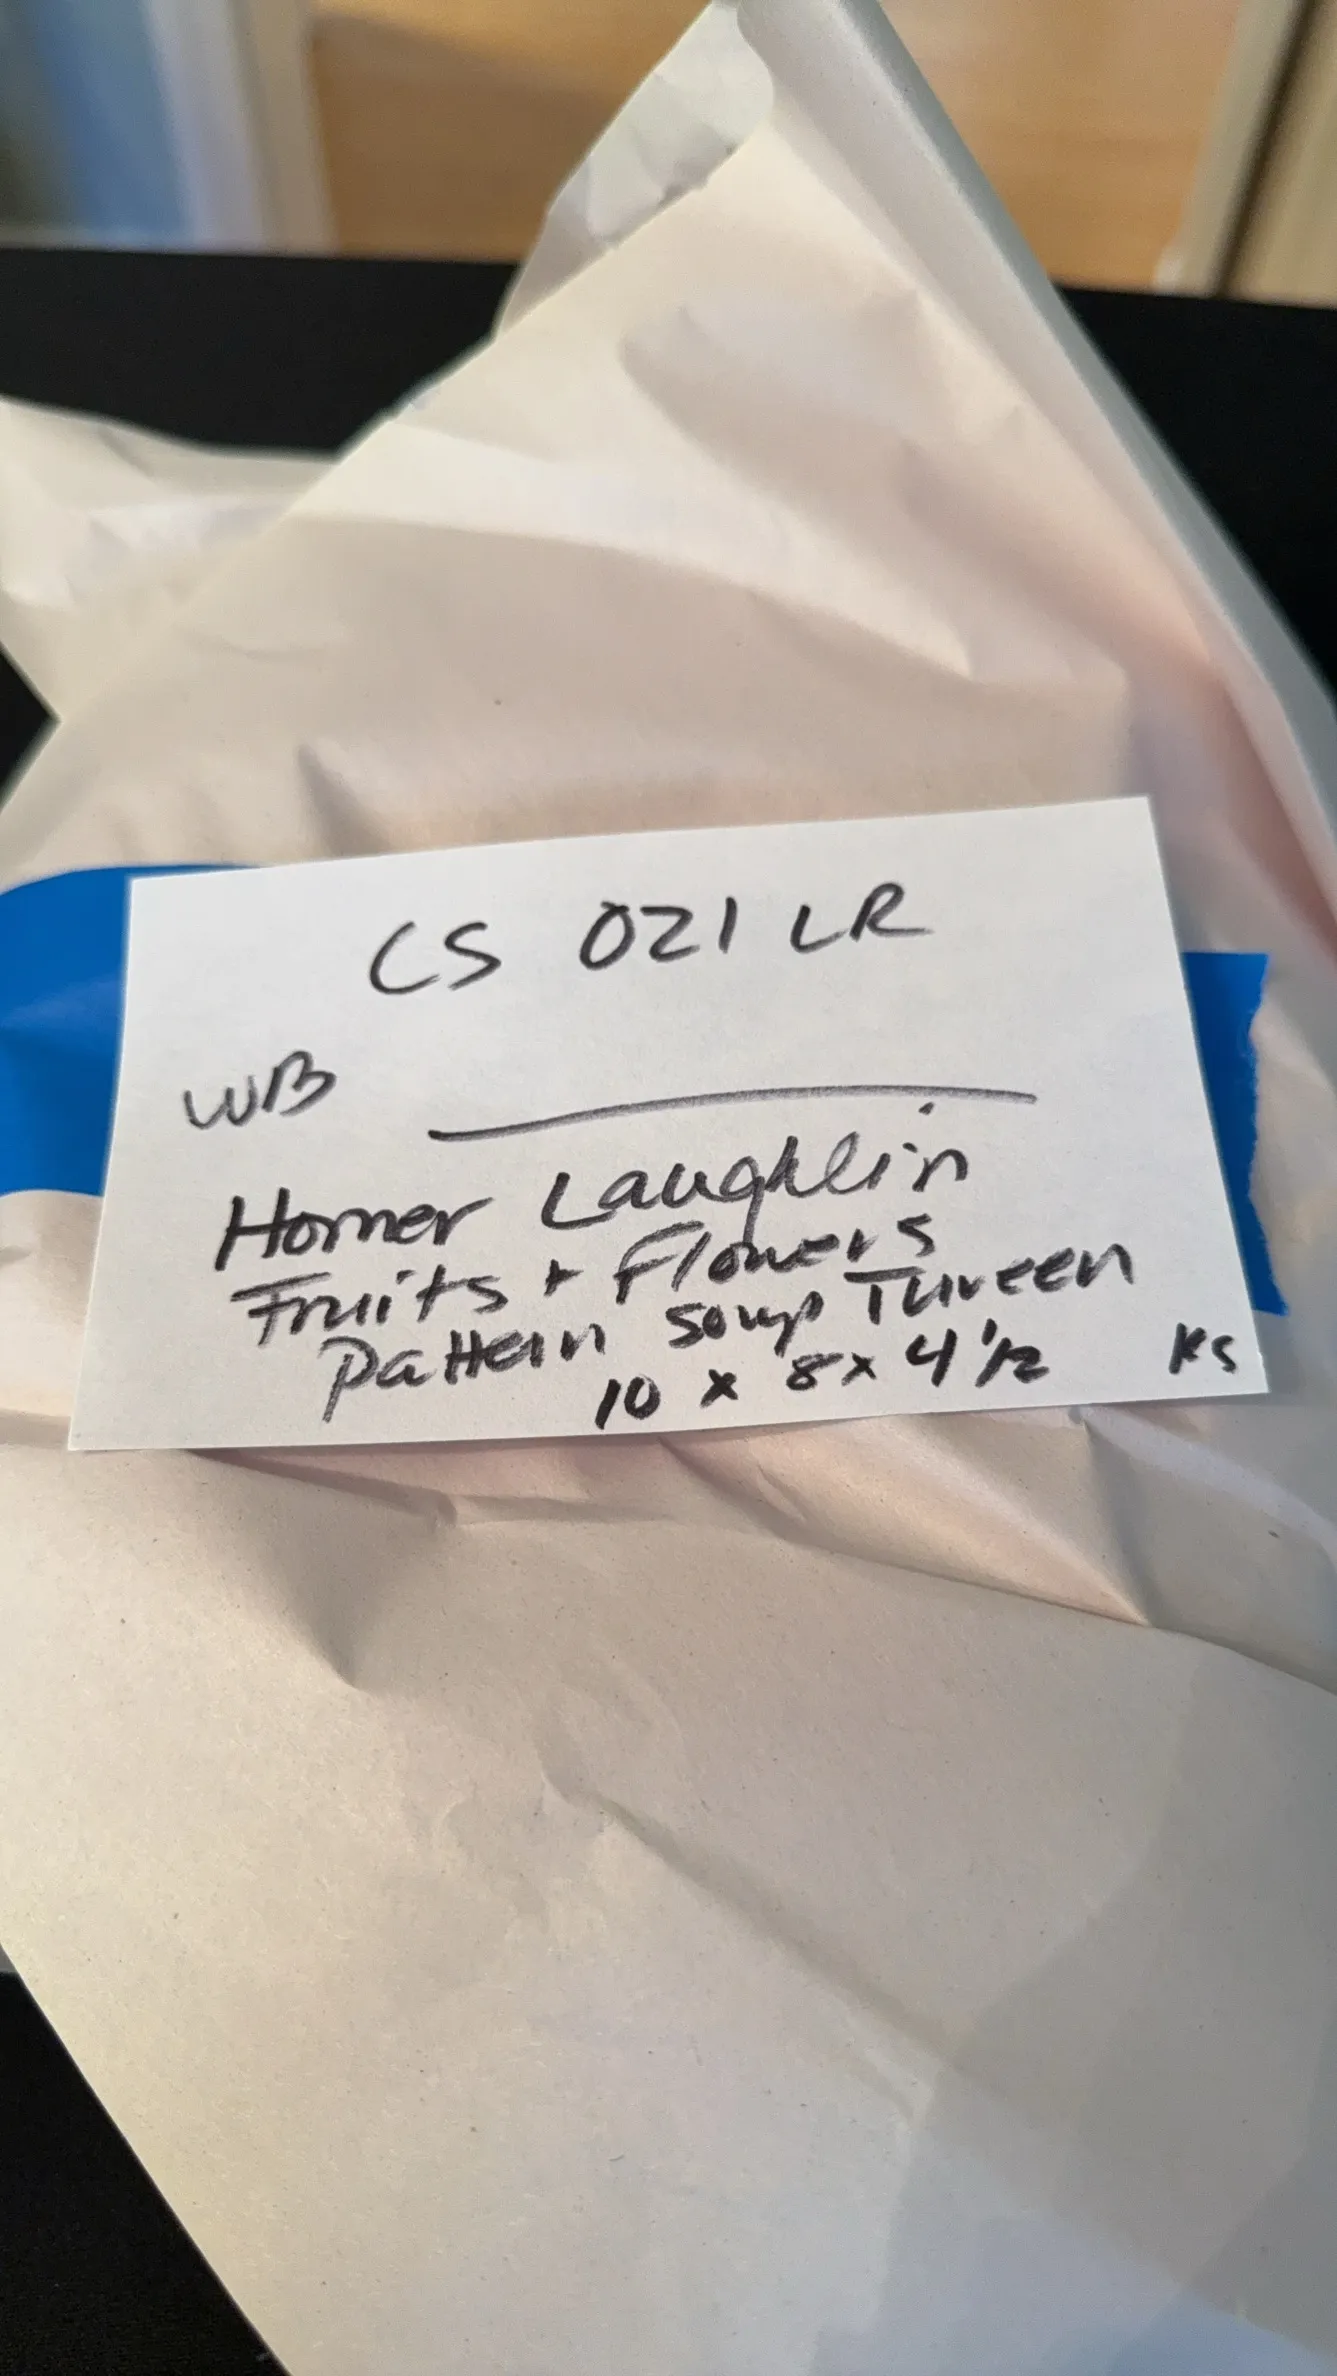 CS 021 LR
WB
Homer Laughlin
Fruits + Flowers
Pattern Soup Tureen
10 x 8 x 4 1/2 KS